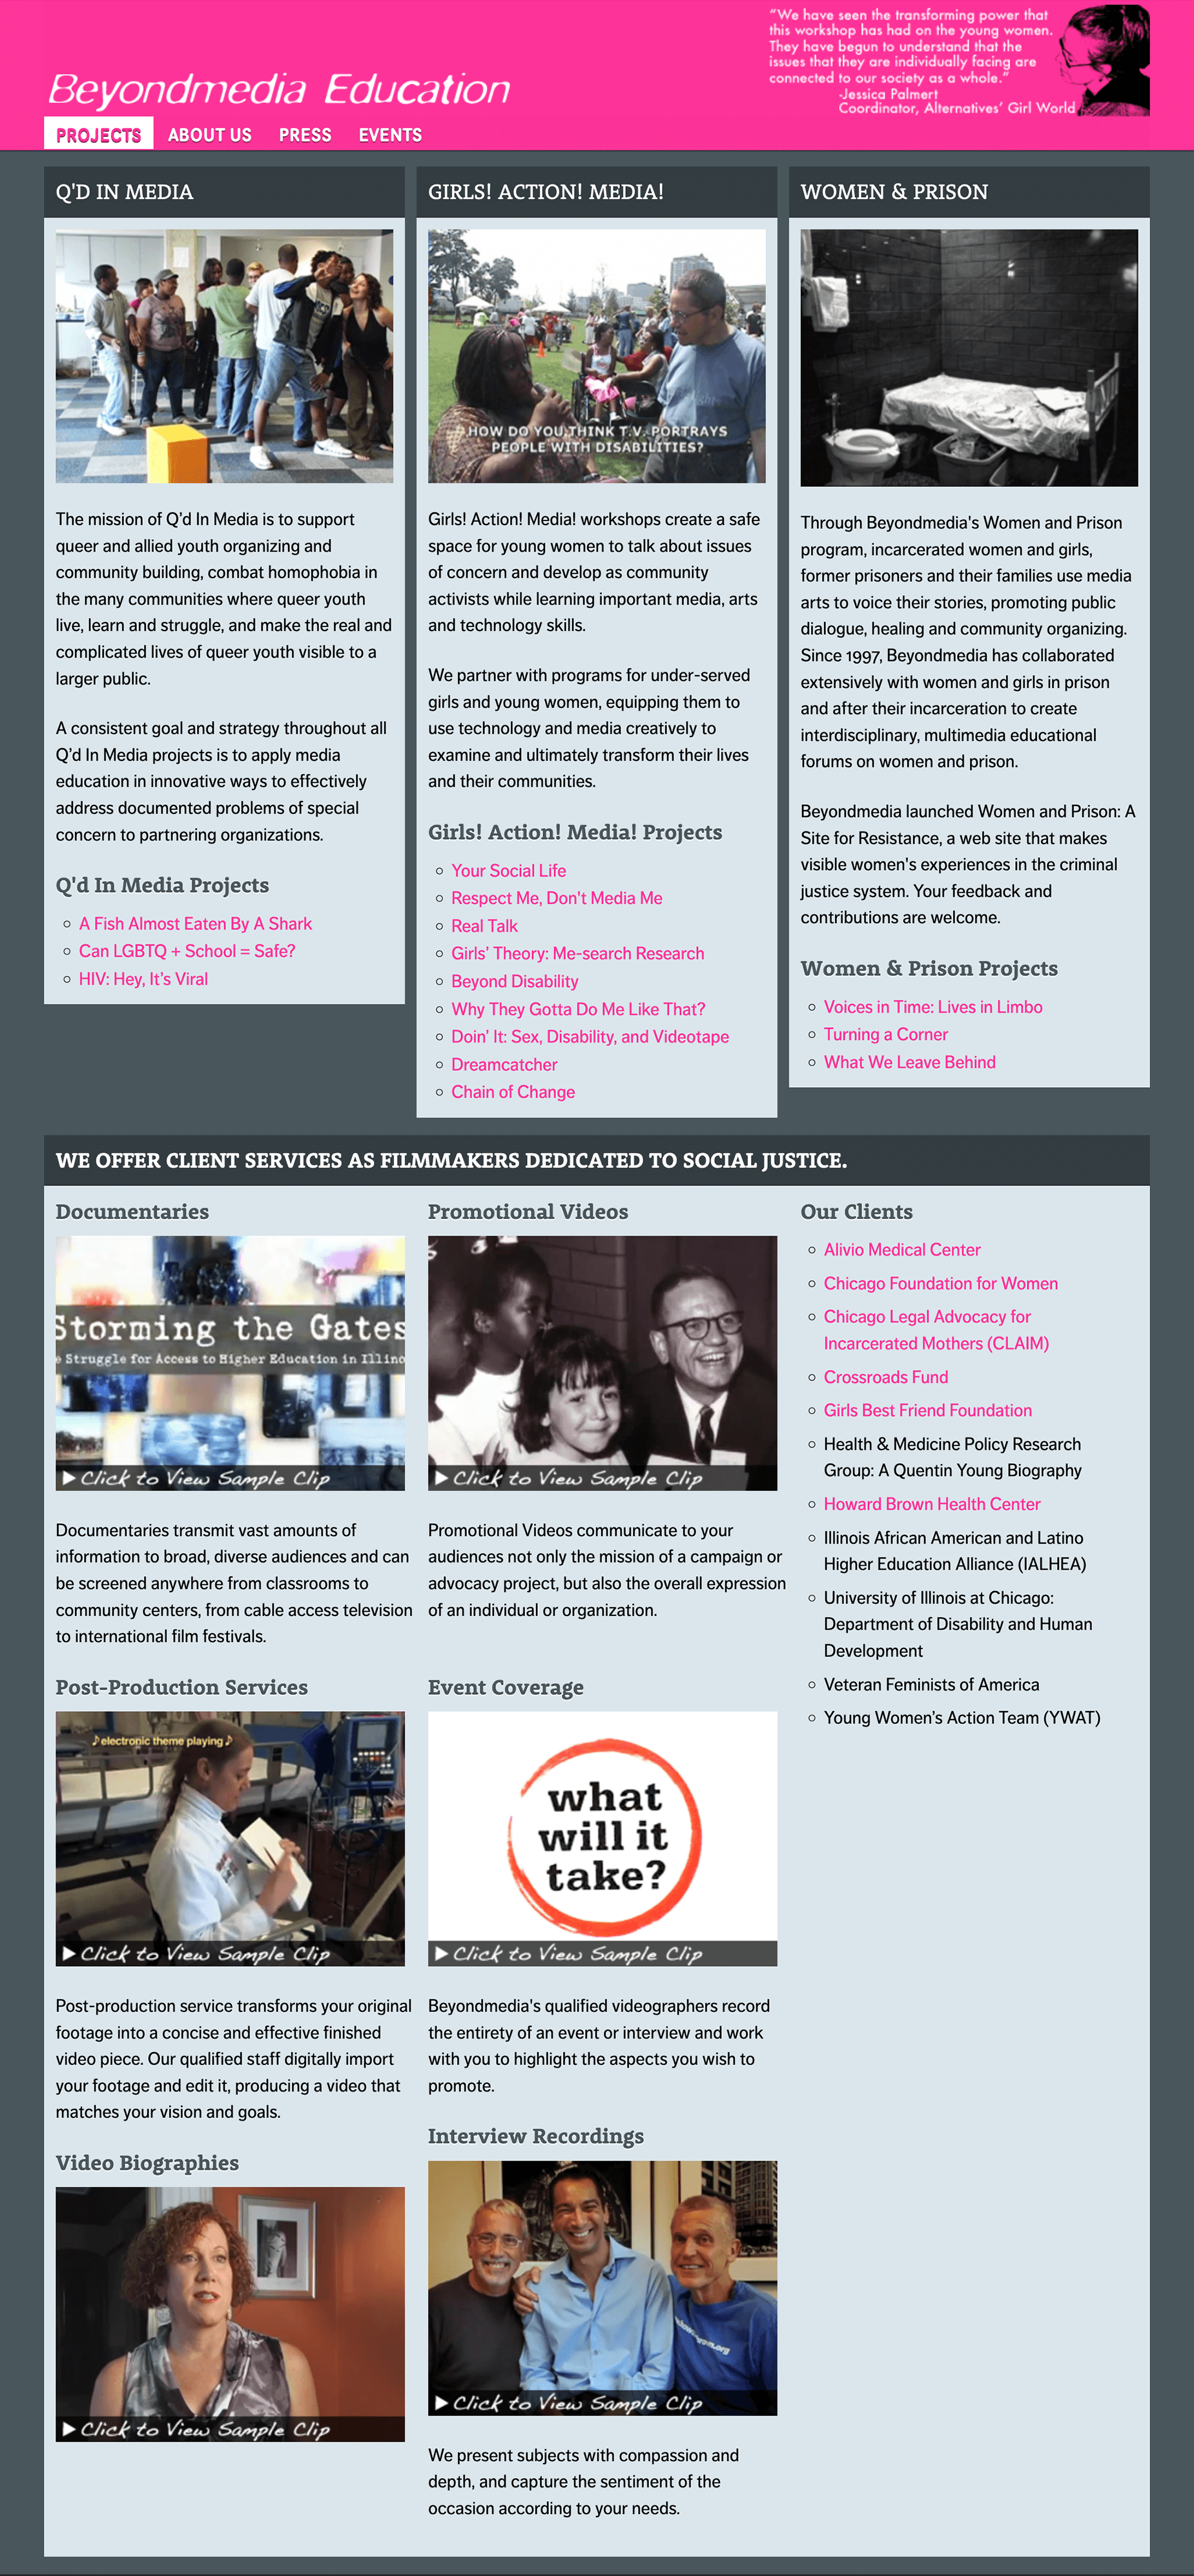 “We have seen the transforming power that
this workshop has had on the young women.
They have begun to understand that the
issues that they are individually facing are
connected to our society as a whole.”
-Jessica Palmert
Coordinator, Alternatives’ Girl World
Beyondmedia Education
PROJECTS ABOUT US PRESS EVENTS
Q'D IN MEDIA
The mission of Q’d In Media is to support
queer and allied youth organizing and
community building, combat homophobia in
the many communities where queer youth
live, learn and struggle, and make the real and
complicated lives of queer youth visible to a
larger public.
A consistent goal and strategy throughout all
Q’d In Media projects is to apply media
education in innovative ways to effectively
address documented problems of special
concern to partnering organizations.
Q'd In Media Projects
A Fish Almost Eaten By A Shark
Can LGBTQ + School = Safe?
HIV: Hey, It’s Viral
GIRLS! ACTION! MEDIA!
HOW DO YOU THINK T.V. PORTRAYS
PEOPLE WITH DISABILITIES?
Girls! Action! Media! workshops create a safe
space for young women to talk about issues
of concern and develop as community
activists while learning important media, arts
and technology skills.
We partner with programs for under-served
girls and young women, equipping them to
use technology and media creatively to
examine and ultimately transform their lives
and their communities.
Girls! Action! Media! Projects
Your Social Life
Respect Me, Don't Media Me
Real Talk
Girls’ Theory: Me-search Research
Beyond Disability
Why They Gotta Do Me Like That?
Doin’ It: Sex, Disability, and Videotape
Dreamcatcher
Chain of Change
WOMEN & PRISON
Through Beyondmedia's Women and Prison
program, incarcerated women and girls,
former prisoners and their families use media
arts to voice their stories, promoting public
dialogue, healing and community organizing.
Since 1997, Beyondmedia has collaborated
extensively with women and girls in prison
and after their incarceration to create
interdisciplinary, multimedia educational
forums on women and prison.
Beyondmedia launched Women and Prison: A
Site for Resistance, a web site that makes
visible women's experiences in the criminal
justice system. Your feedback and
contributions are welcome.
Women & Prison Projects
Voices in Time: Lives in Limbo
Turning a Corner
What We Leave Behind
WE OFFER CLIENT SERVICES AS FILMMAKERS DEDICATED TO SOCIAL JUSTICE.
Documentaries
Storming the Gates
e Struggle for Access to Higher Education in Illino
Click to View Sample Clip
Documentaries transmit vast amounts of
information to broad, diverse audiences and can
be screened anywhere from classrooms to
community centers, from cable access television
to international film festivals.
Post-Production Services
♪ electronic theme playing ♪
Click to View Sample Clip
Post-production service transforms your original
footage into a concise and effective finished
video piece. Our qualified staff digitally import
your footage and edit it, producing a video that
matches your vision and goals.
Video Biographies
Click to View Sample Clip
Promotional Videos
Click to View Sample Clip
Promotional Videos communicate to your
audiences not only the mission of a campaign or
advocacy project, but also the overall expression
of an individual or organization.
Event Coverage
what
will it
take?
Click to View Sample Clip
Beyondmedia's qualified videographers record
the entirety of an event or interview and work
with you to highlight the aspects you wish to
promote.
Interview Recordings
Click to View Sample Clip
We present subjects with compassion and
depth, and capture the sentiment of the
occasion according to your needs.
Our Clients
Alivio Medical Center
Chicago Foundation for Women
Chicago Legal Advocacy for
Incarcerated Mothers (CLAIM)
Crossroads Fund
Girls Best Friend Foundation
Health & Medicine Policy Research
Group: A Quentin Young Biography
Howard Brown Health Center
Illinois African American and Latino
Higher Education Alliance (IALHEA)
University of Illinois at Chicago:
Department of Disability and Human
Development
Veteran Feminists of America
Young Women’s Action Team (YWAT)